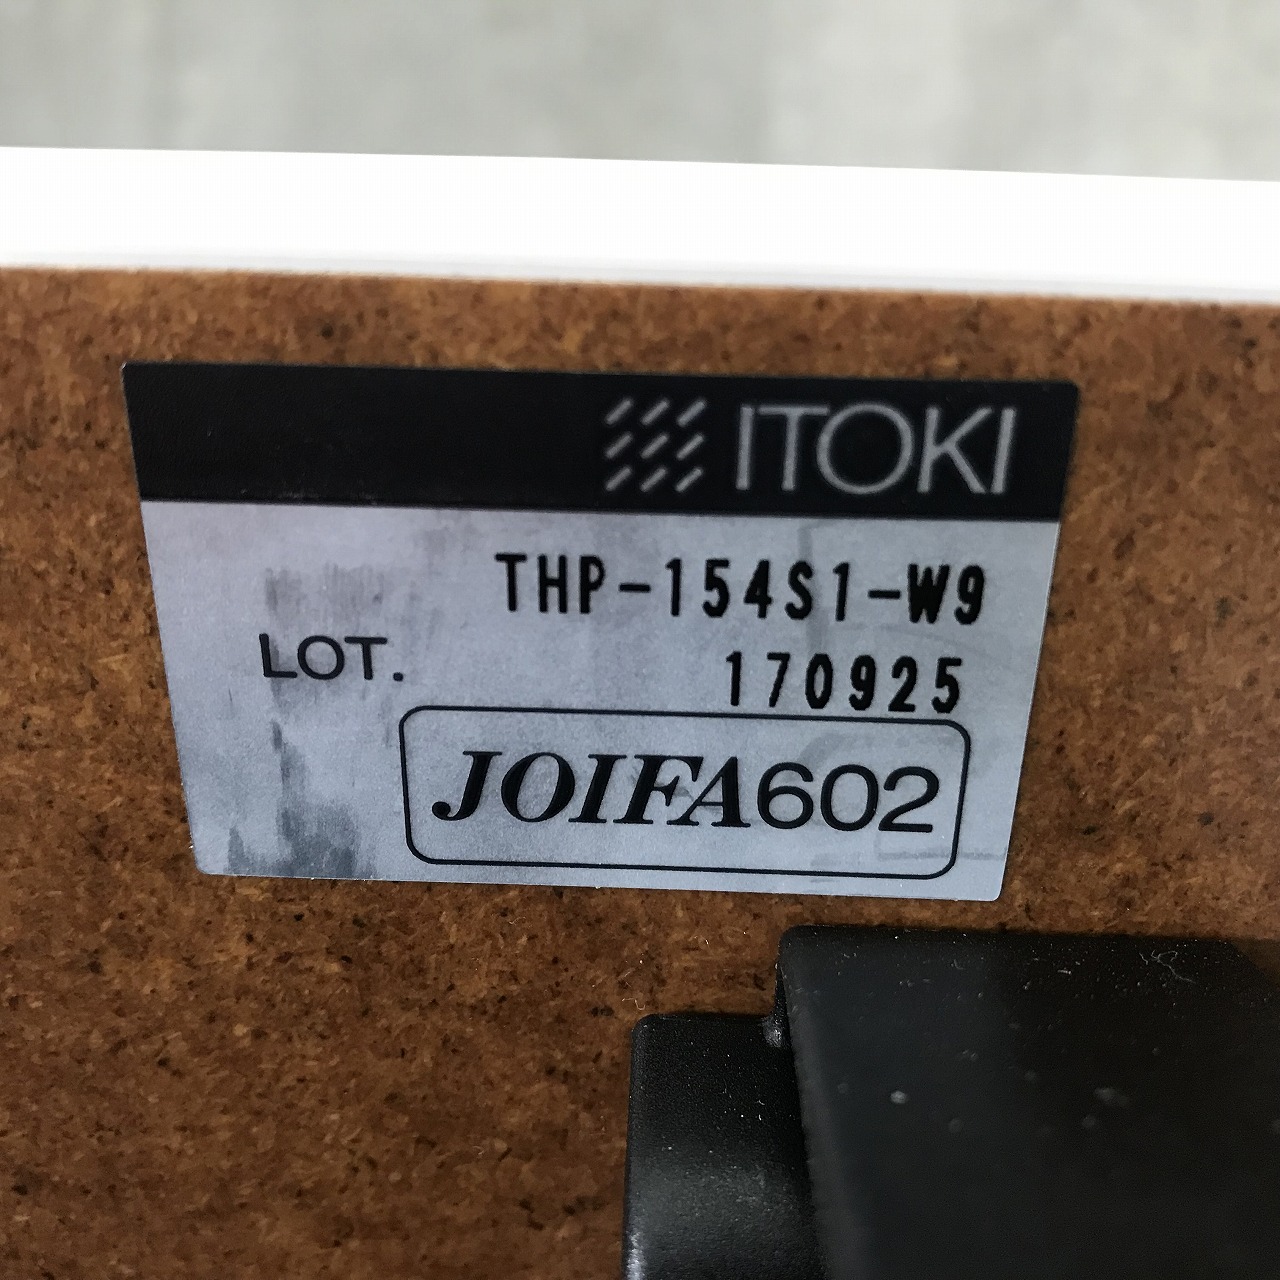 ITOKI
THP-154S1-W9
LOT. 170925
JOIFA602